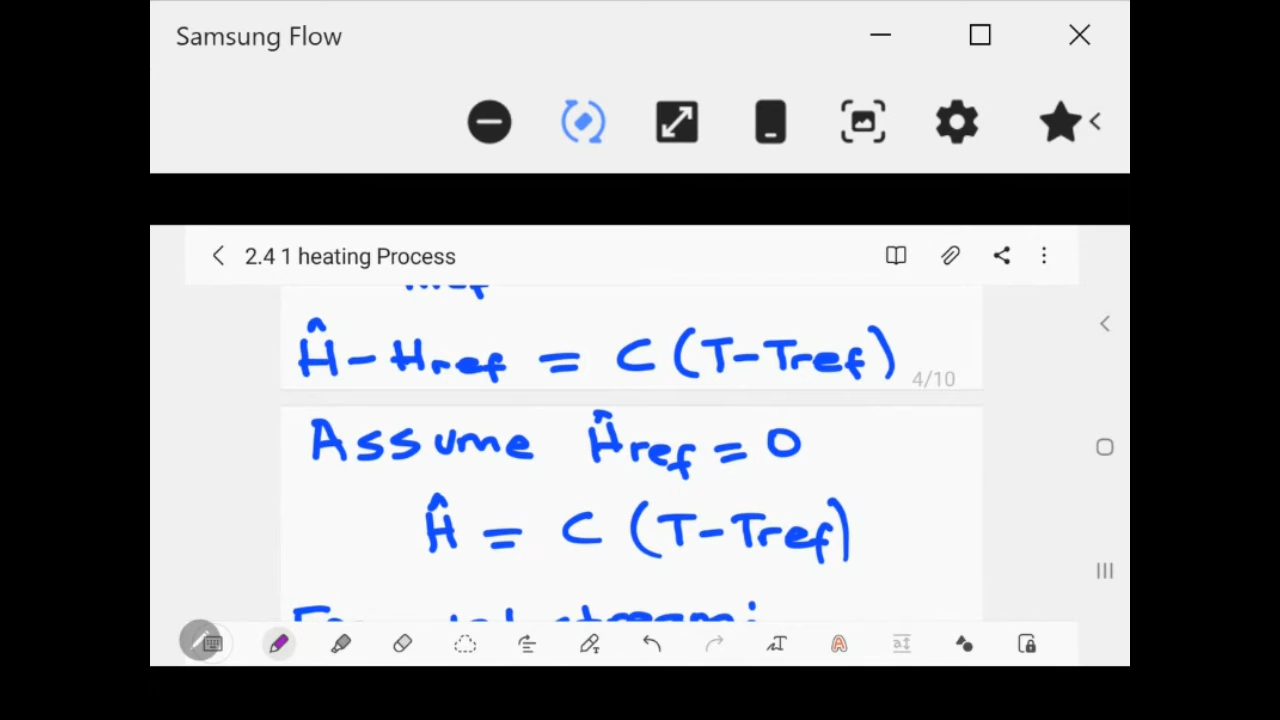 Samsung Flow
2.4 1 heating Process
Ĥ - Href = C (T-Tref)
4/10
Assume Ĥref = 0
Ĥ = C (T-Tref)